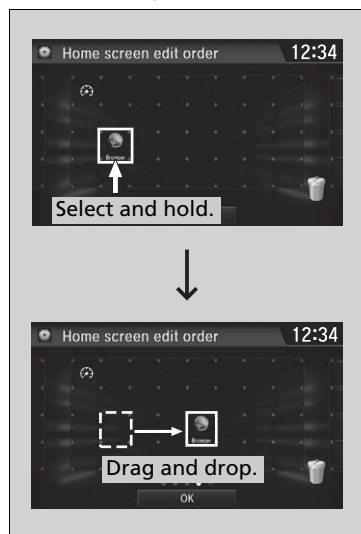 Home screen edit order 12:34
Browser
Select and hold.
Home screen edit order 12:34
Browser
Drag and drop.
OK